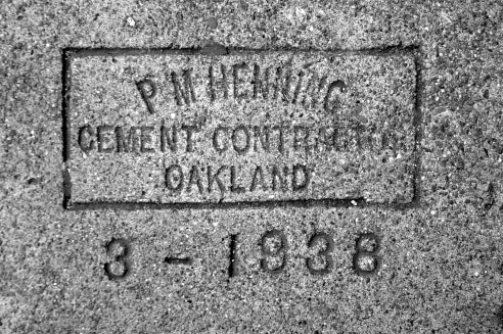 P M HENNING
CEMENT CONTRACTOR
OAKLAND
3 - 1938